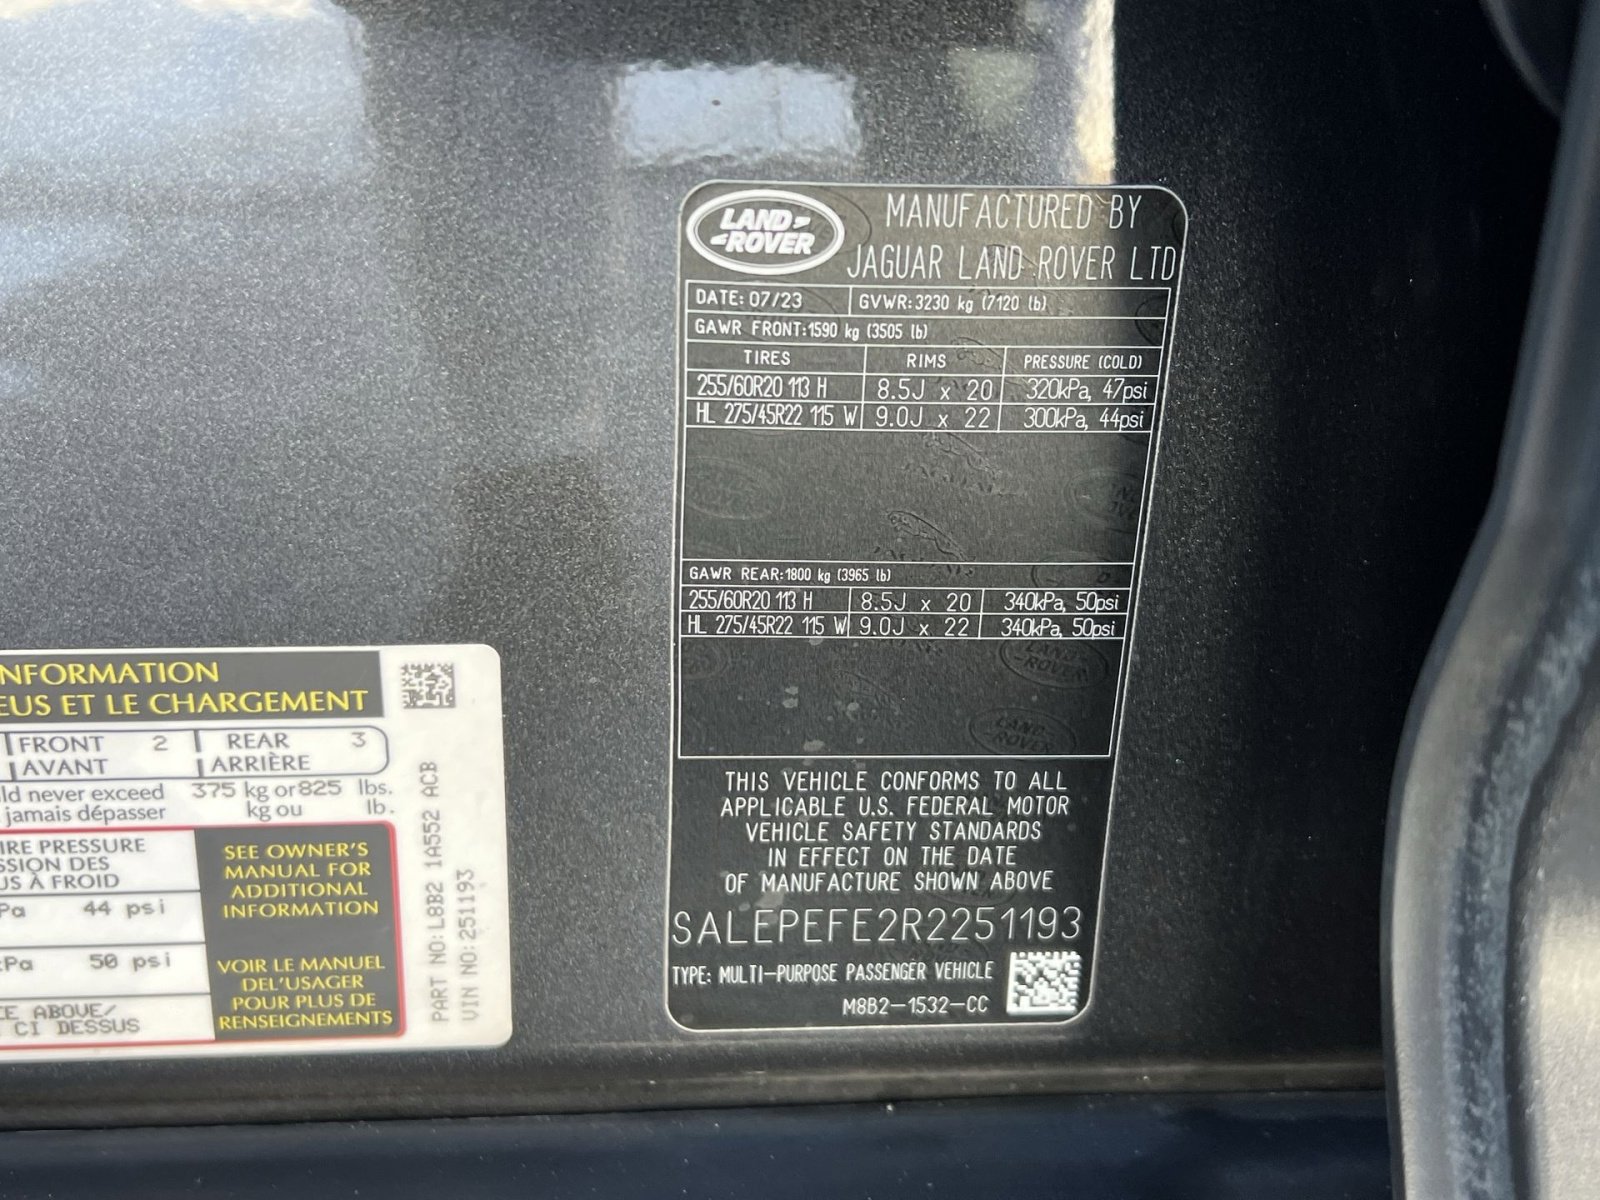 LAND ROVER
MANUFACTURED BY
JAGUAR LAND ROVER LTD
DATE: 07/23 GVWR: 3230 kg (7120 lb)
GAWR FRONT: 1590 kg (3505 lb)
TIRES RIMS PRESSURE (COLD)
255/60R20 113 H 8.5J x 20 320kPa, 47psi
HL 275/45R22 115 W 9.0J x 22 300kPa, 44psi
GAWR REAR: 1800 kg (3965 lb)
255/60R20 113 H 8.5J x 20 340kPa, 50psi
HL 275/45R22 115 W 9.0J x 22 340kPa, 50psi
THIS VEHICLE CONFORMS TO ALL
APPLICABLE U.S. FEDERAL MOTOR
VEHICLE SAFETY STANDARDS
IN EFFECT ON THE DATE
OF MANUFACTURE SHOWN ABOVE
SALEPEFE2R2251193
TYPE: MULTI-PURPOSE PASSENGER VEHICLE
M8B2-1532-CC
NFORMATION
EUS ET LE CHARGEMENT
FRONT 2 REAR 3
AVANT ARRIÈRE
ld never exceed 375 kg or 825 lbs.
jamais dépasser kg ou lb.
IRE PRESSURE
SSION DES
US À FROID
Pa 44 psi
kPa 50 psi
CE ABOVE/
CI DESSUS
SEE OWNER'S
MANUAL FOR
ADDITIONAL
INFORMATION
VOIR LE MANUEL
DEL'USAGER
POUR PLUS DE
RENSEIGNEMENTS
PART NO: L8B2 1A552 ACB
VIN NO: 251193